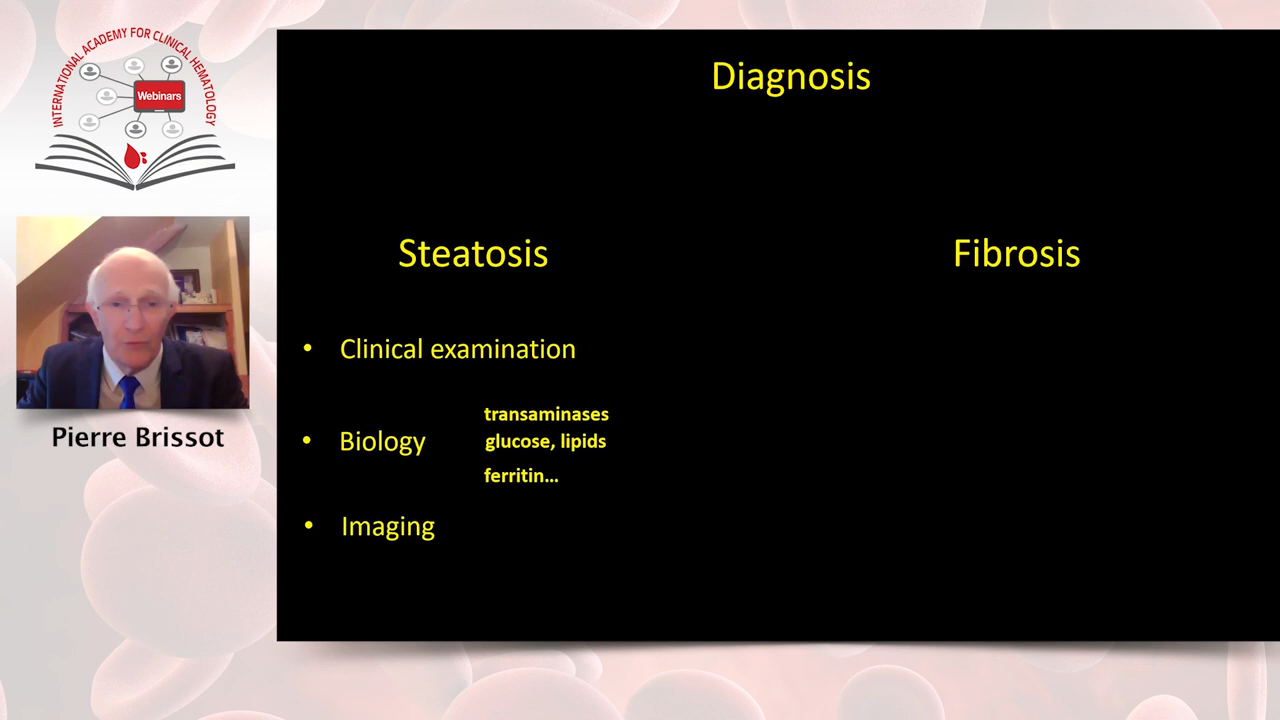 INTERNATIONAL ACADEMY FOR CLINICAL HEMATOLOGY
Webinars
Pierre Brissot
Diagnosis
Steatosis
Fibrosis
• Clinical examination
transaminases
• Biology glucose, lipids
ferritin...
• Imaging